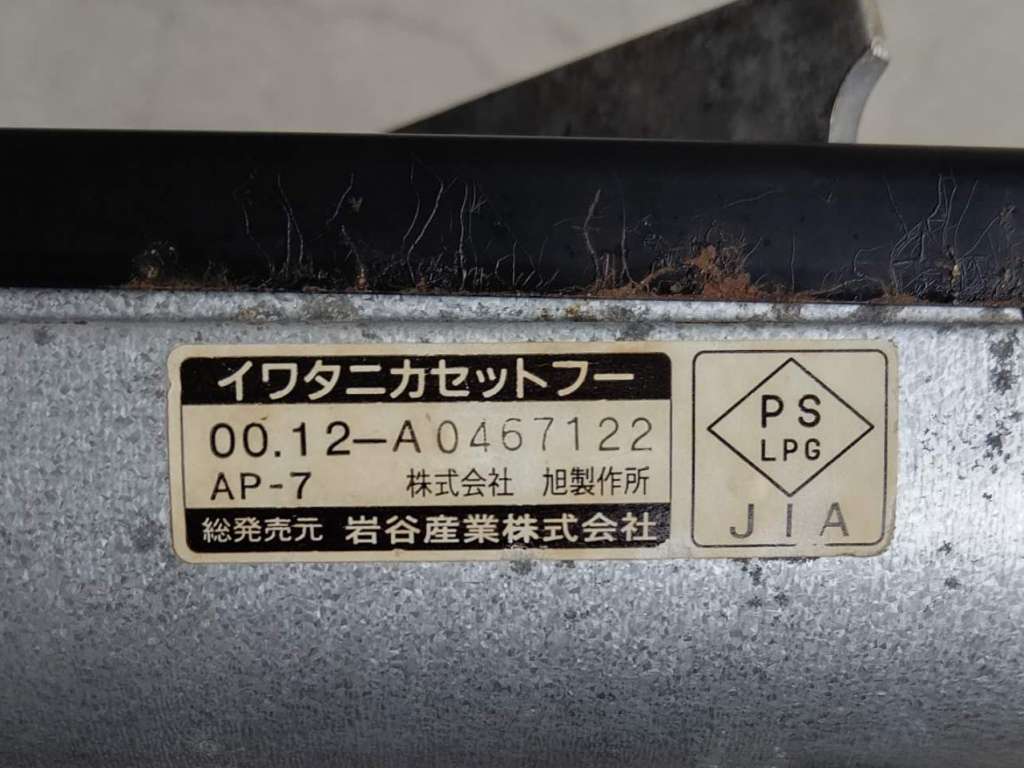 イワタニカセットフー
00.12-A0467122
AP-7 株式会社 旭製作所
総発売元 岩谷産業株式会社
PS
LPG
JIA